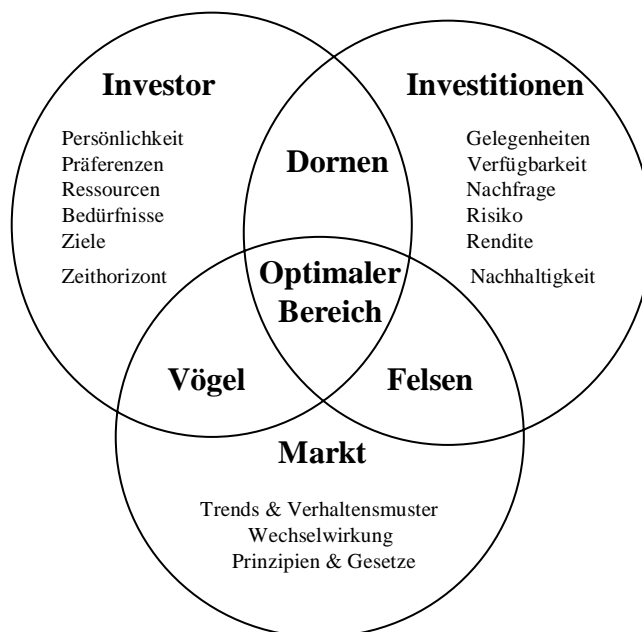 Investor
Persönlichkeit
Präferenzen
Ressourcen
Bedürfnisse
Ziele
Zeithorizont
Investitionen
Gelegenheiten
Verfügbarkeit
Nachfrage
Risiko
Rendite
Nachhaltigkeit
Dornen
Optimaler
Bereich
Vögel
Felsen
Markt
Trends & Verhaltensmuster
Wechselwirkung
Prinzipien & Gesetze